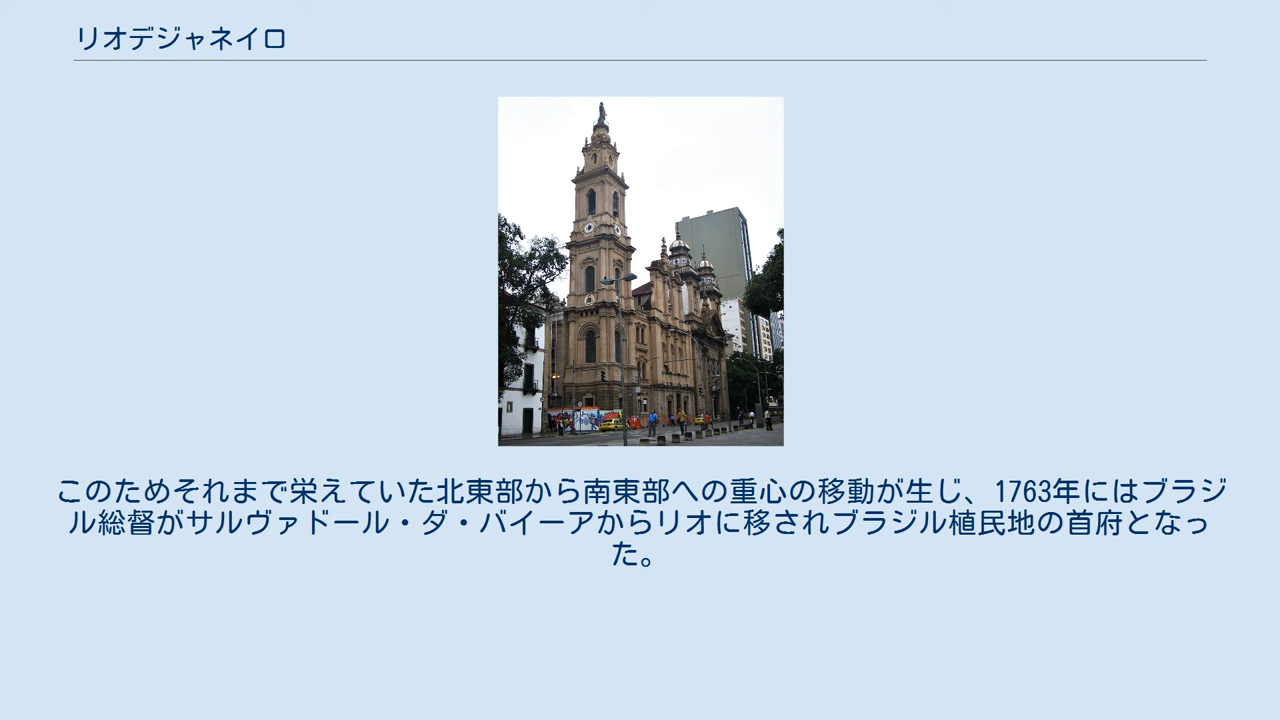 リオデジャネイロ
このためそれまで栄えていた北東部から南東部への重心の移動が生じ、1763年にはブラジ
ル総督がサルヴァドール・ダ・バイーアからリオに移されブラジル植民地の首府となっ
た。